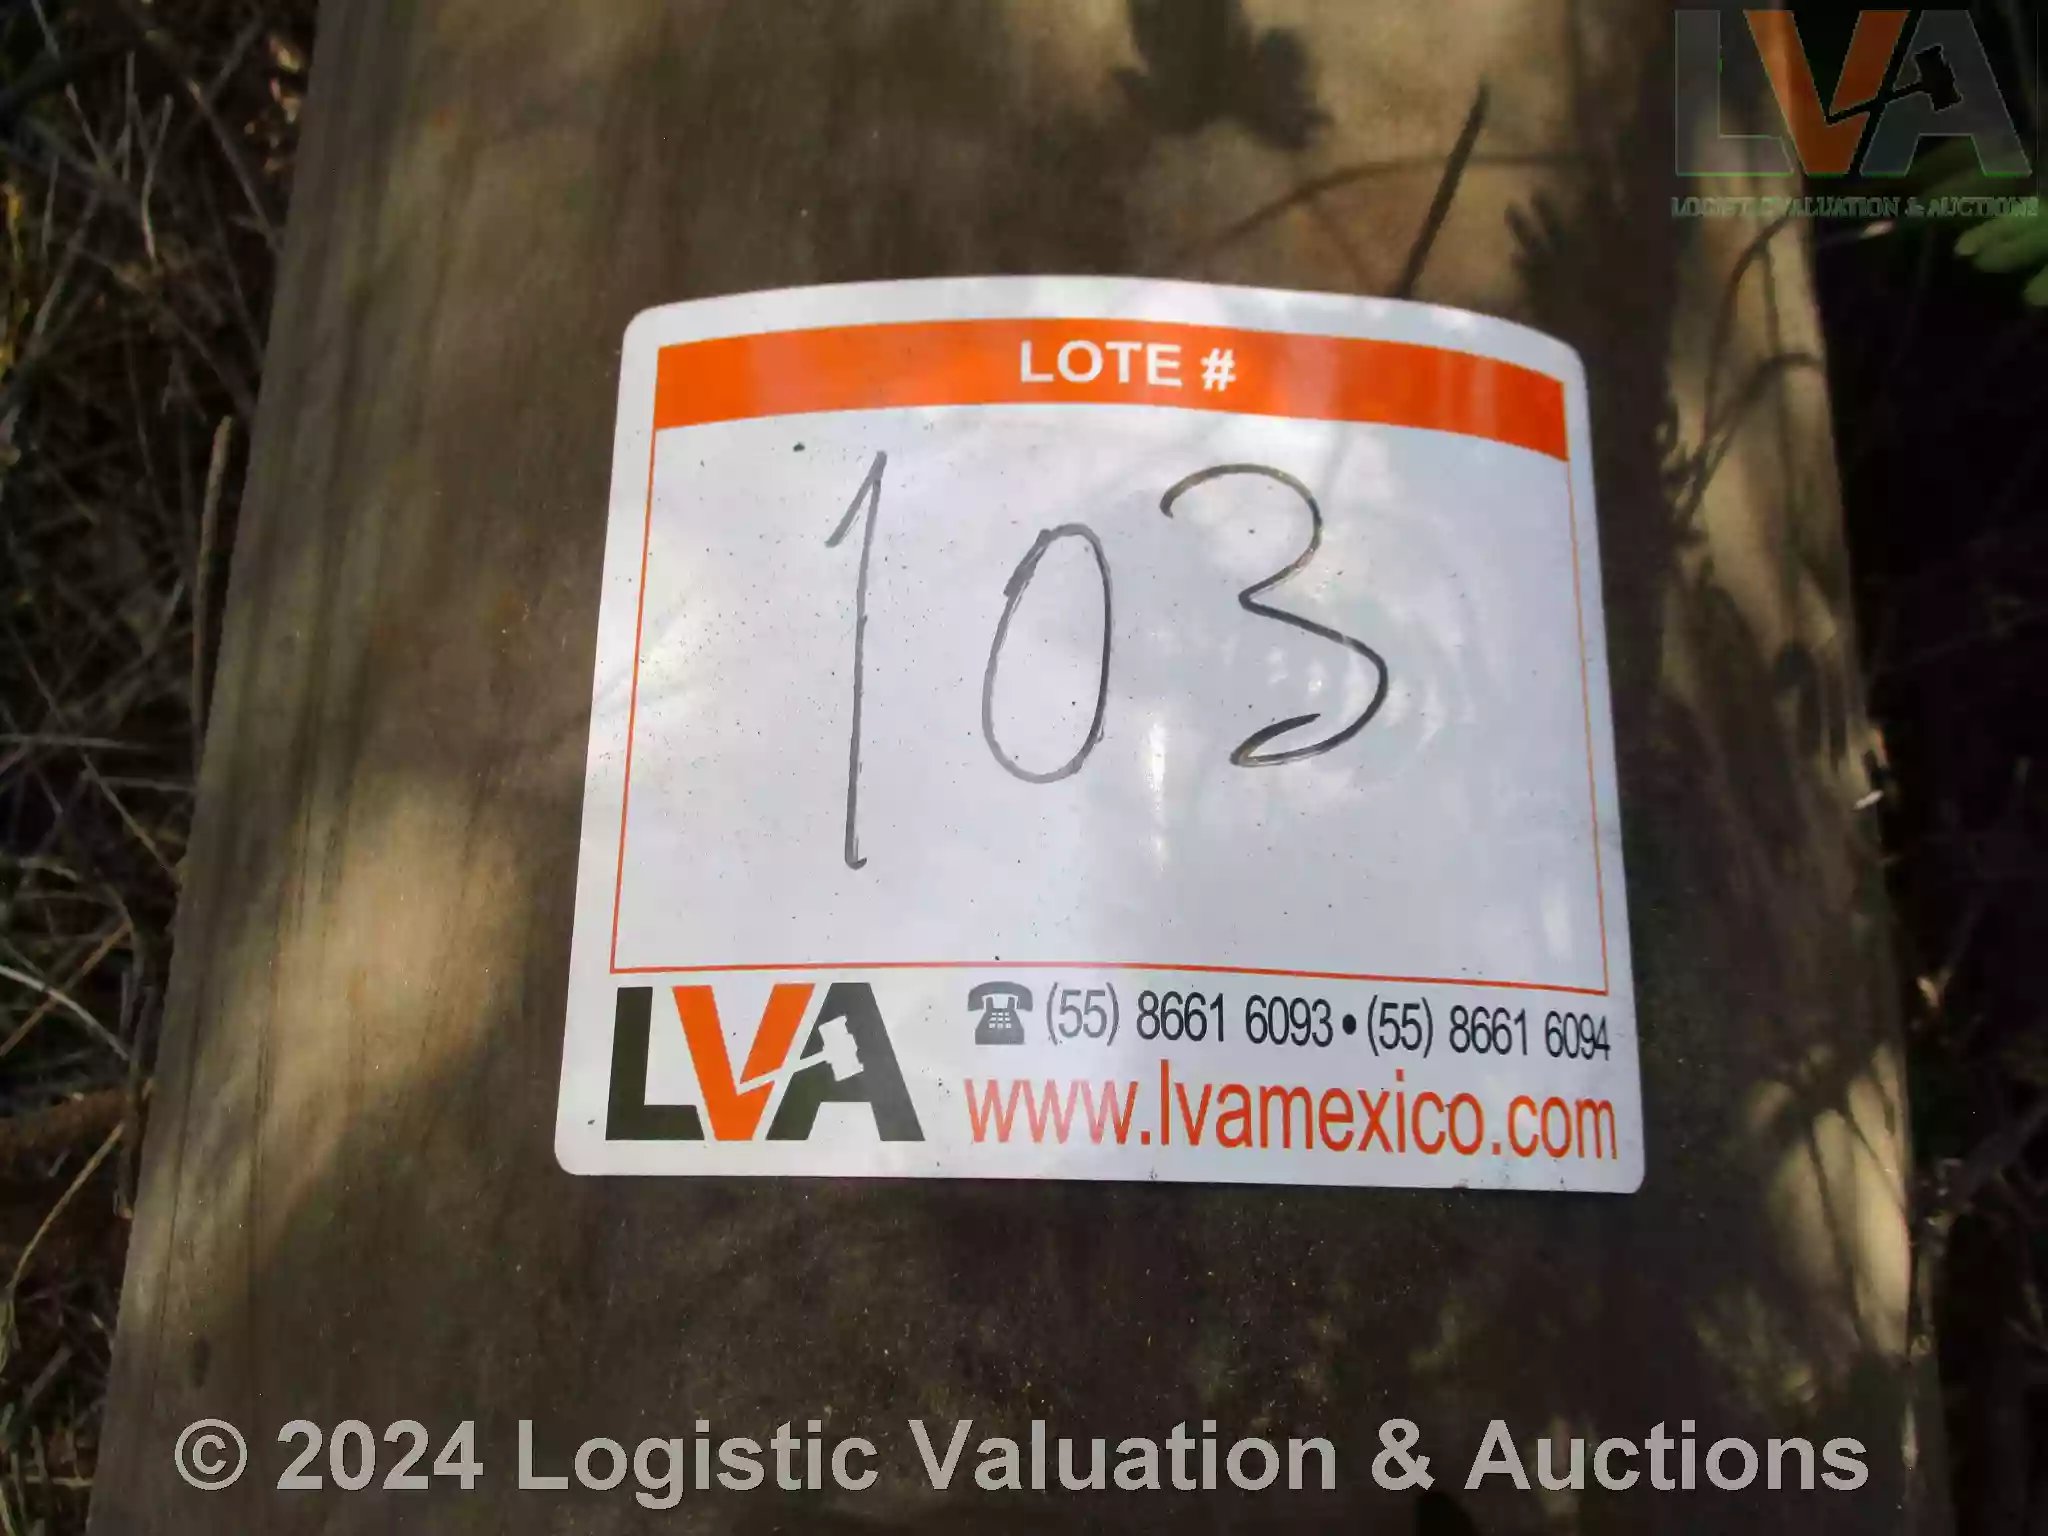 LVA
LOGISTIC VALUATION & AUCTIONS
LOTE #
103
LVA
(55) 8661 6093 • (55) 8661 6094
www.lvamexico.com
© 2024 Logistic Valuation & Auctions